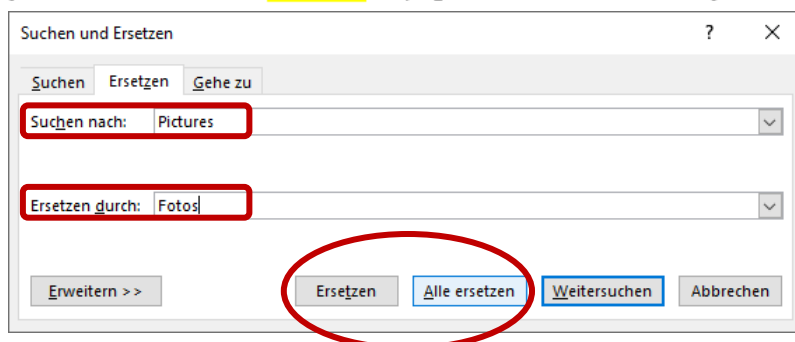 Suchen und Ersetzen ?
Suchen Ersetzen Gehe zu
Suchen nach: Pictures
Ersetzen durch: Fotos
Erweitern >> Ersetzen Alle ersetzen Weitersuchen Abbrechen